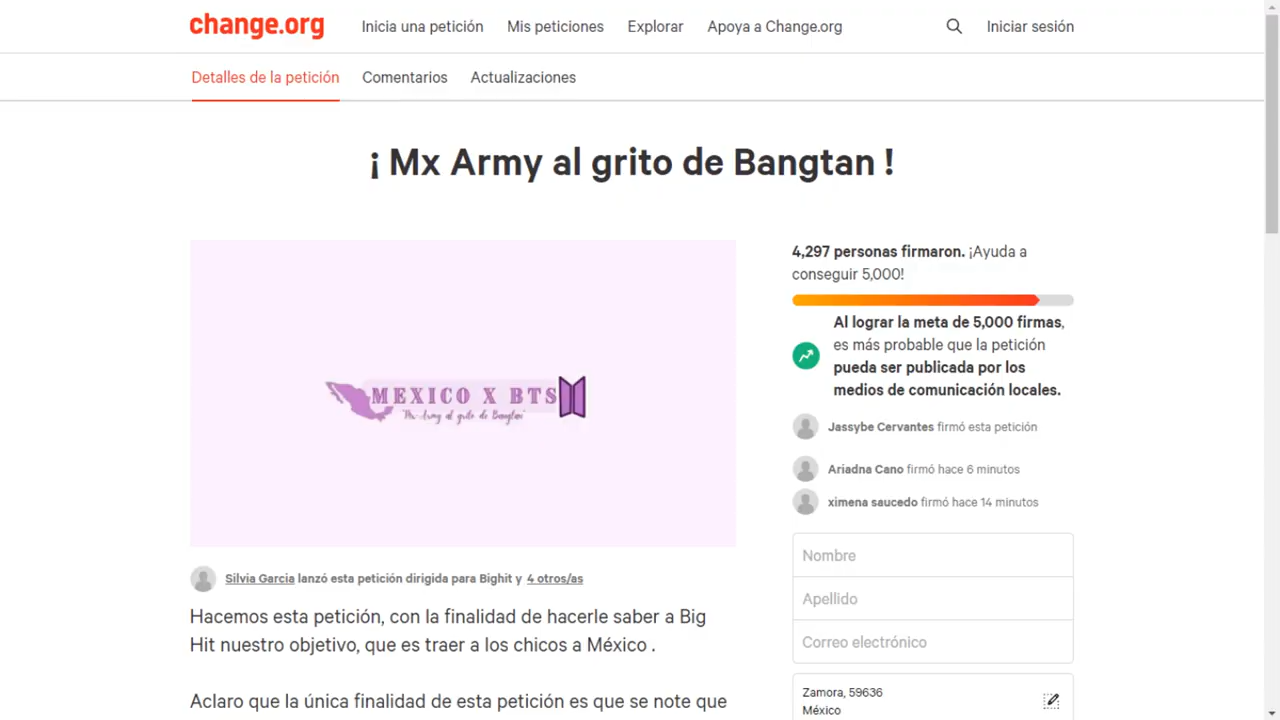 change.org Inicia una petición Mis peticiones Explorar Apoya a Change.org Iniciar sesión
Detalles de la petición Comentarios Actualizaciones
¡ Mx Army al grito de Bangtan !
MEXICO X BTS
"Mx Army al grito de Bangtan"
Silvia Garcia lanzó esta petición dirigida para Bighit y 4 otros/as
Hacemos esta petición, con la finalidad de hacerle saber a Big
Hit nuestro objetivo, que es traer a los chicos a México .
Aclaro que la única finalidad de esta petición es que se note que
4,297 personas firmaron. ¡Ayuda a
conseguir 5,000!
Al lograr la meta de 5,000 firmas,
es más probable que la petición
pueda ser publicada por los
medios de comunicación locales.
Jassybe Cervantes firmó esta petición
Ariadna Cano firmó hace 6 minutos
ximena saucedo firmó hace 14 minutos
Nombre
Apellido
Correo electrónico
Zamora, 59636
México